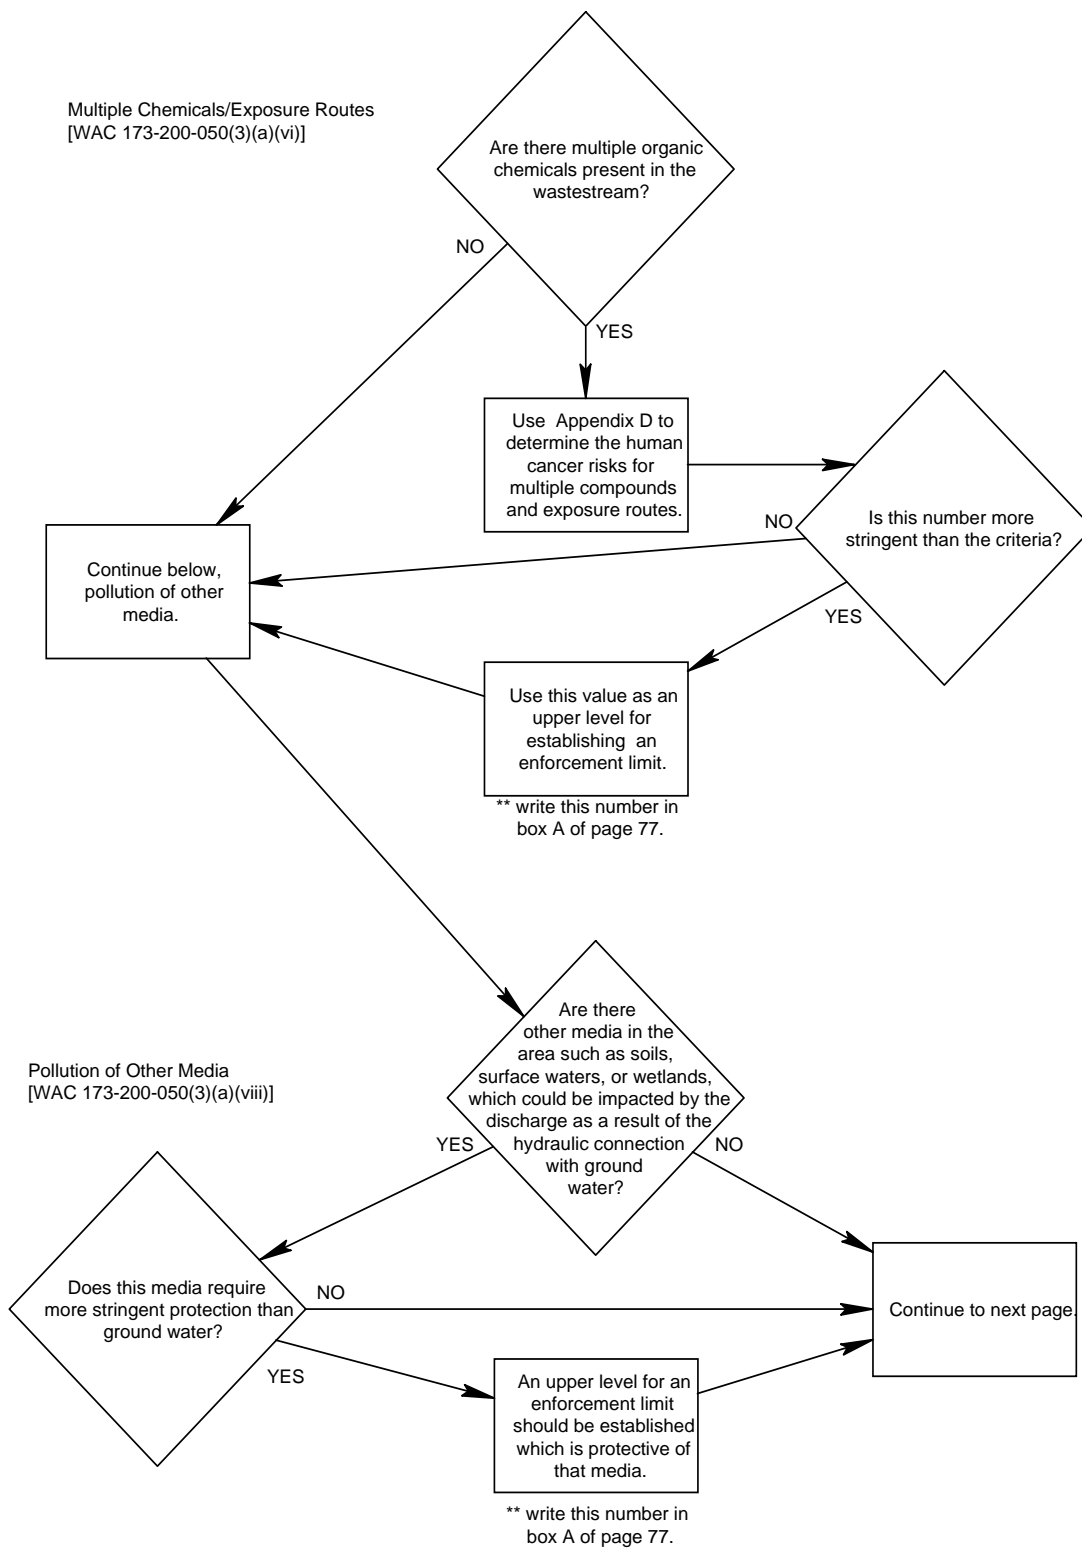 Multiple Chemicals/Exposure Routes
[WAC 173-200-050(3)(a)(vi)]
Are there multiple organic
chemicals present in the
wastestream?
NO
YES
Use Appendix D to
determine the human
cancer risks for
multiple compounds
and exposure routes.
Is this number more
stringent than the criteria?
NO
YES
Continue below,
pollution of other
media.
Use this value as an
upper level for
establishing an
enforcement limit.
** write this number in
box A of page 77.
Pollution of Other Media
[WAC 173-200-050(3)(a)(viii)]
Are there
other media in the
area such as soils,
surface waters, or wetlands,
which could be impacted by the
discharge as a result of the
hydraulic connection
with ground
water?
YES
NO
Does this media require
more stringent protection than
ground water?
NO
YES
Continue to next page.
An upper level for an
enforcement limit
should be established
which is protective of
that media.
** write this number in
box A of page 77.